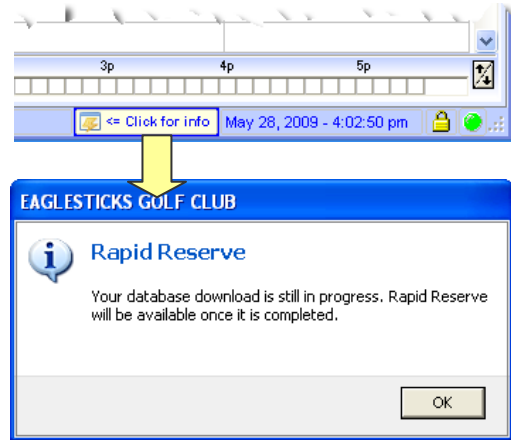 3p 4p 5p
<= Click for info May 28, 2009 - 4:02:50 pm
EAGLESTICKS GOLF CLUB
Rapid Reserve
Your database download is still in progress. Rapid Reserve
will be available once it is completed.
OK